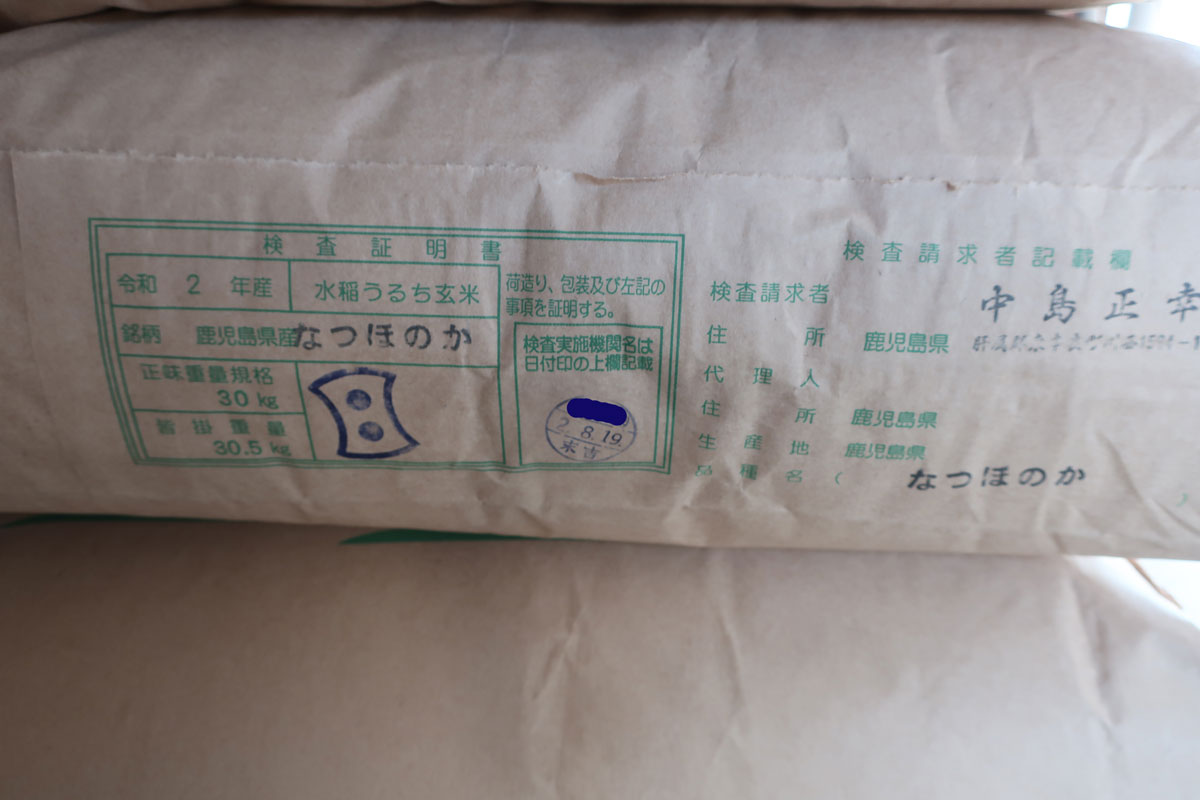 検査証明書
令和 2 年産 水稲うるち玄米
銘柄 鹿児島県産なつほのか
正味重量規格
30 kg
皆掛重量
30.5 kg
荷造り、包装及び左記の
事項を証明する。
検査実施機関名は
日付印の上欄記載
2. 8. 19.
末吉
検査請求者記載欄
検査請求者 中島正幸
住所 鹿児島県
代理人
住所 鹿児島県
生産地 鹿児島県
品種名 ( なつほのか )